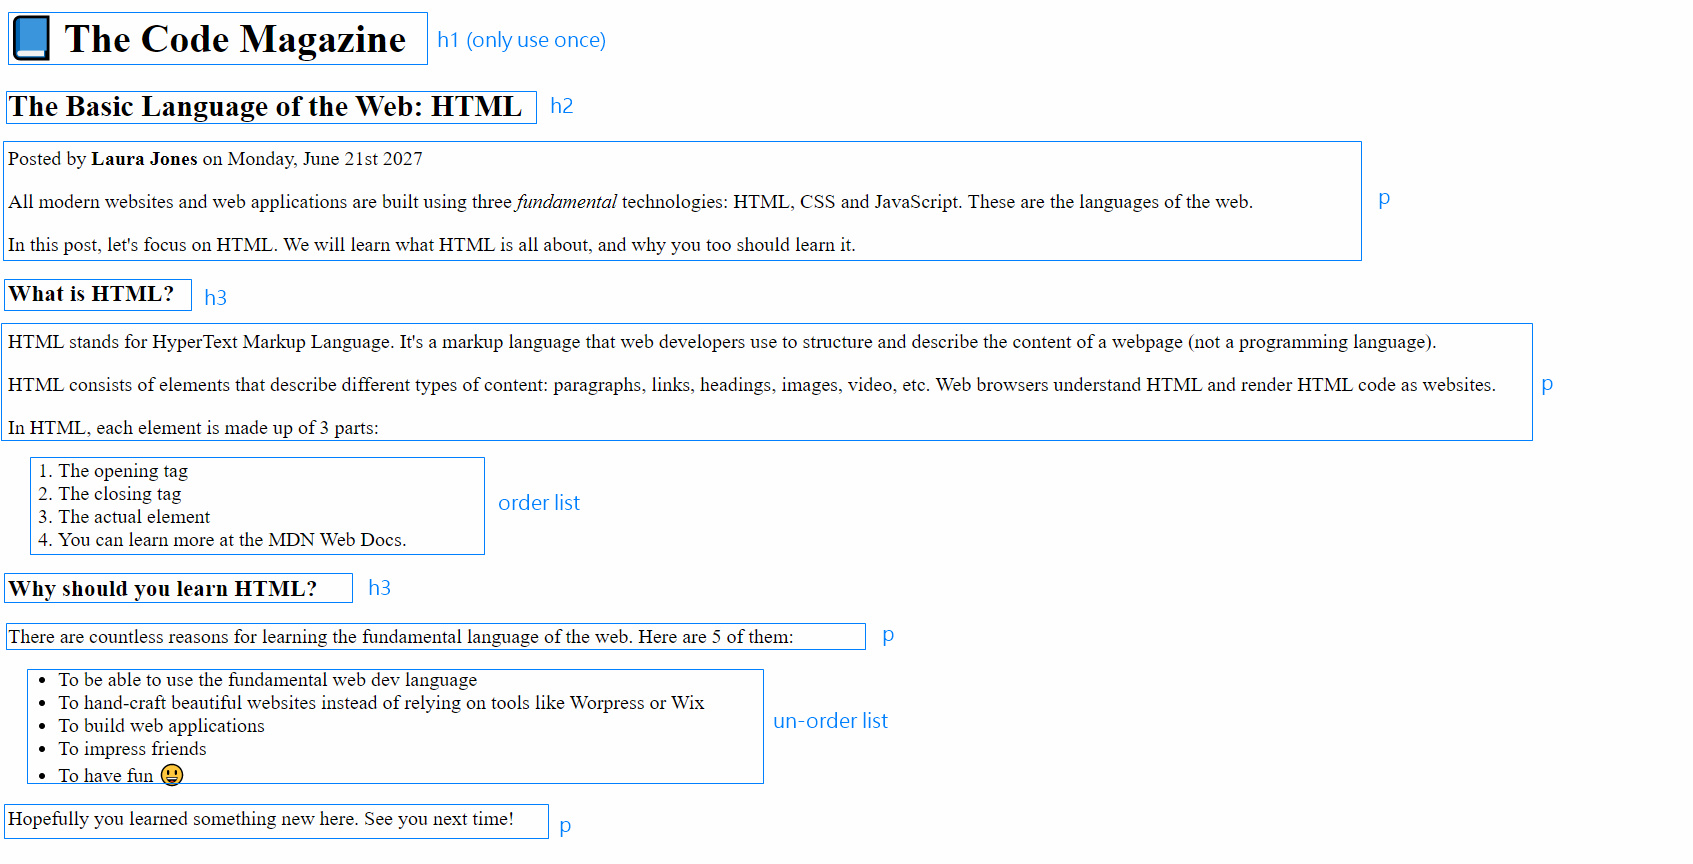 📘 The Code Magazine h1 (only use once)
The Basic Language of the Web: HTML h2
Posted by Laura Jones on Monday, June 21st 2027
All modern websites and web applications are built using three fundamental technologies: HTML, CSS and JavaScript. These are the languages of the web. p
In this post, let's focus on HTML. We will learn what HTML is all about, and why you too should learn it.
What is HTML? h3
HTML stands for HyperText Markup Language. It's a markup language that web developers use to structure and describe the content of a webpage (not a programming language).
HTML consists of elements that describe different types of content: paragraphs, links, headings, images, video, etc. Web browsers understand HTML and render HTML code as websites. p
In HTML, each element is made up of 3 parts:
1. The opening tag
2. The closing tag
order list
3. The actual element
4. You can learn more at the MDN Web Docs.
Why should you learn HTML? h3
There are countless reasons for learning the fundamental language of the web. Here are 5 of them: p
• To be able to use the fundamental web dev language
• To hand-craft beautiful websites instead of relying on tools like Worpress or Wix
• To build web applications un-order list
• To impress friends
• To have fun 😀
Hopefully you learned something new here. See you next time! p